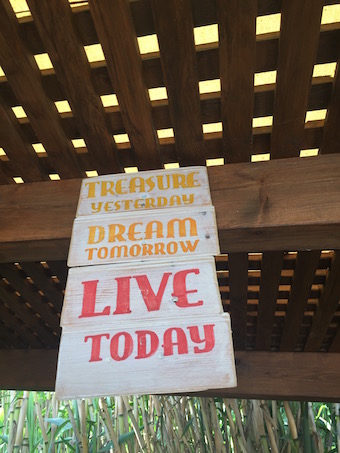 TREASURE
YESTERDAY
DREAM
TOMORROW
LIVE
TODAY